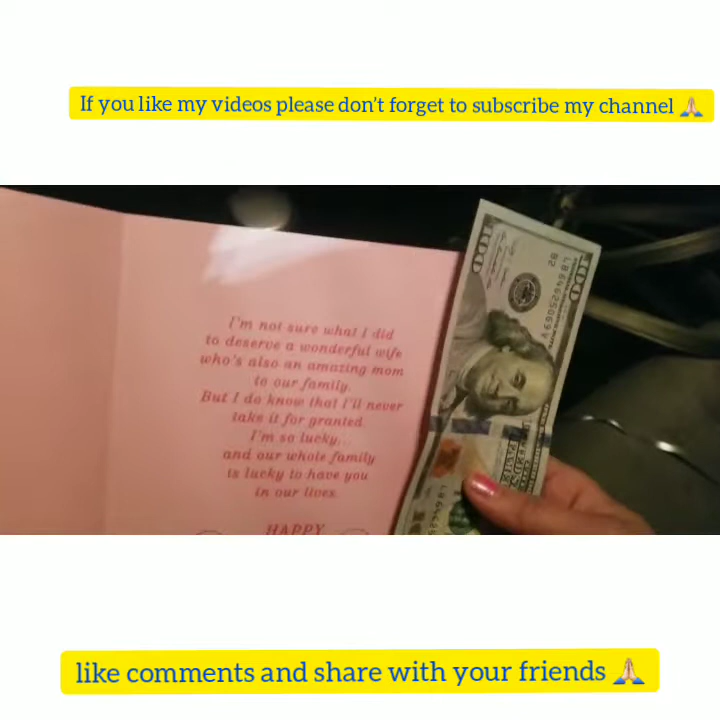 If you like my videos please don't forget to subscribe my channel 🙏🏻
I'm not sure what I did
to deserve a wonderful wife
who's also an amazing mom
to our family.
But I do know that I'll never
take it for granted.
I'm so lucky...
and our whole family
is lucky to have you
in our lives.
HAPPY
100
100
B2
like comments and share with your friends 🙏🏻